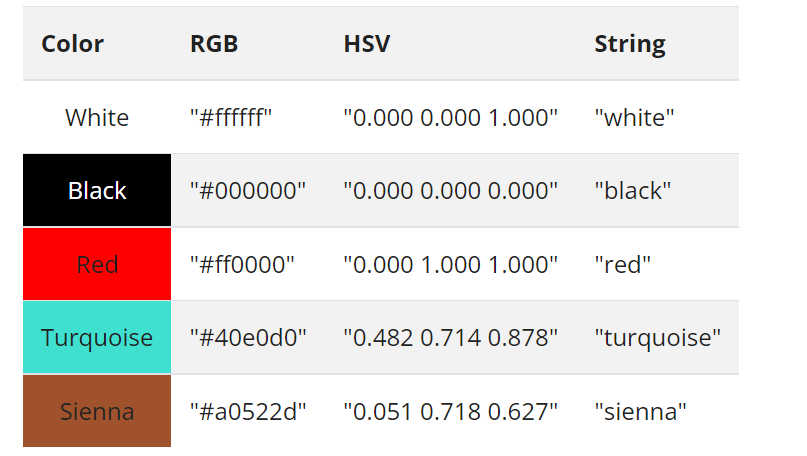 Color RGB HSV String
White "#ffffff" "0.000 0.000 1.000" "white"
Black "#000000" "0.000 0.000 0.000" "black"
Red "#ff0000" "0.000 1.000 1.000" "red"
Turquoise "#40e0d0" "0.482 0.714 0.878" "turquoise"
Sienna "#a0522d" "0.051 0.718 0.627" "sienna"